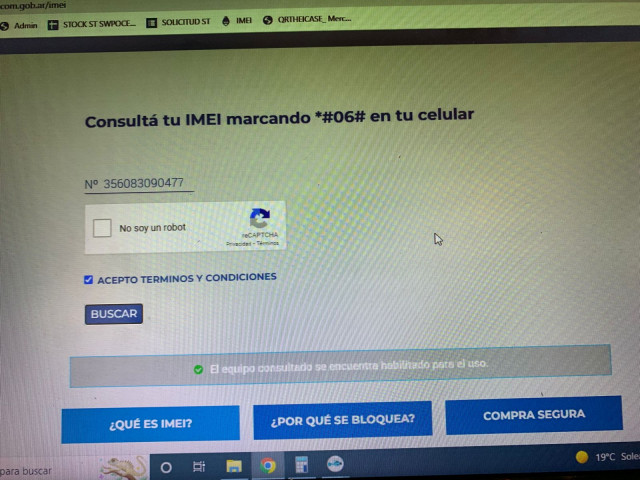 com.gob.ar/imei
Admin STOCK ST SWPOCE... SOLICITUD ST IMEI QRTHEICASE_ Merc...
Consultá tu IMEI marcando *#06# en tu celular
Nº 356083090477
No soy un robot
reCAPTCHA
Privacidad - Términos
ACEPTO TERMINOS Y CONDICIONES
BUSCAR
El equipo consultado se encuentra habilitado para el uso.
¿QUÉ ES IMEI? ¿POR QUÉ SE BLOQUEA? COMPRA SEGURA
para buscar 19°C Solea